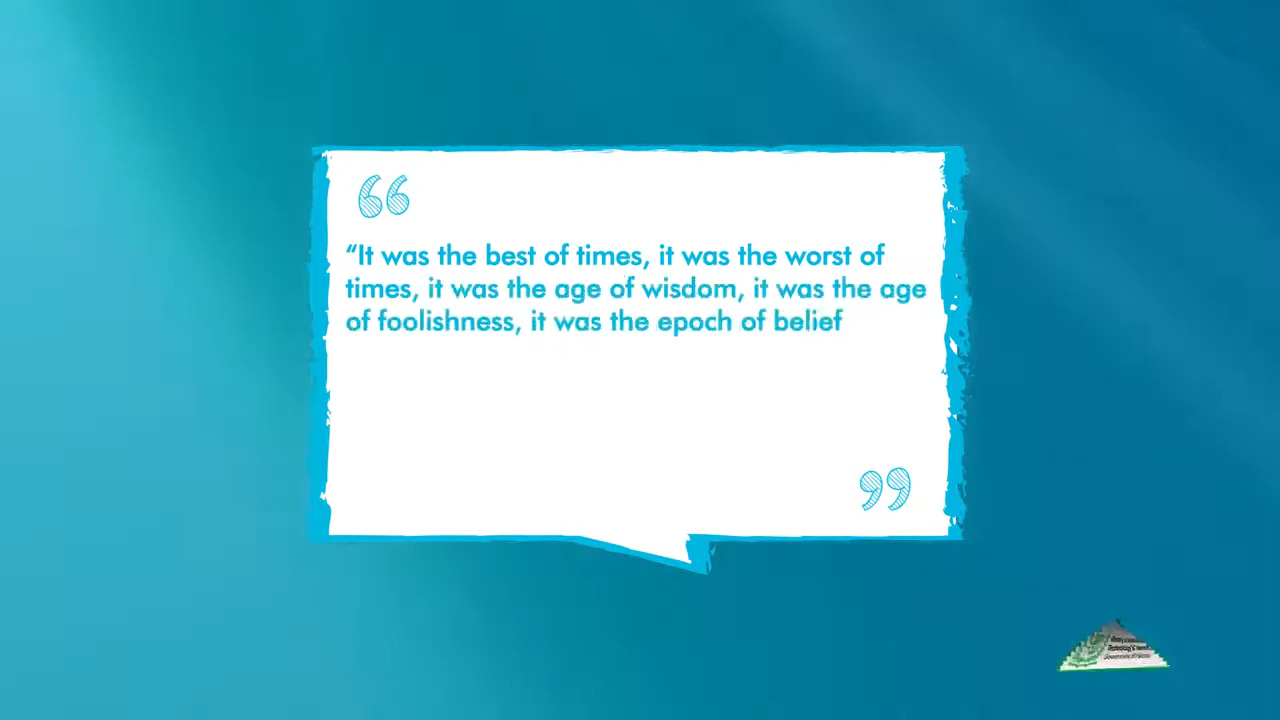 “It was the best of times, it was the worst of
times, it was the age of wisdom, it was the age
of foolishness, it was the epoch of belief